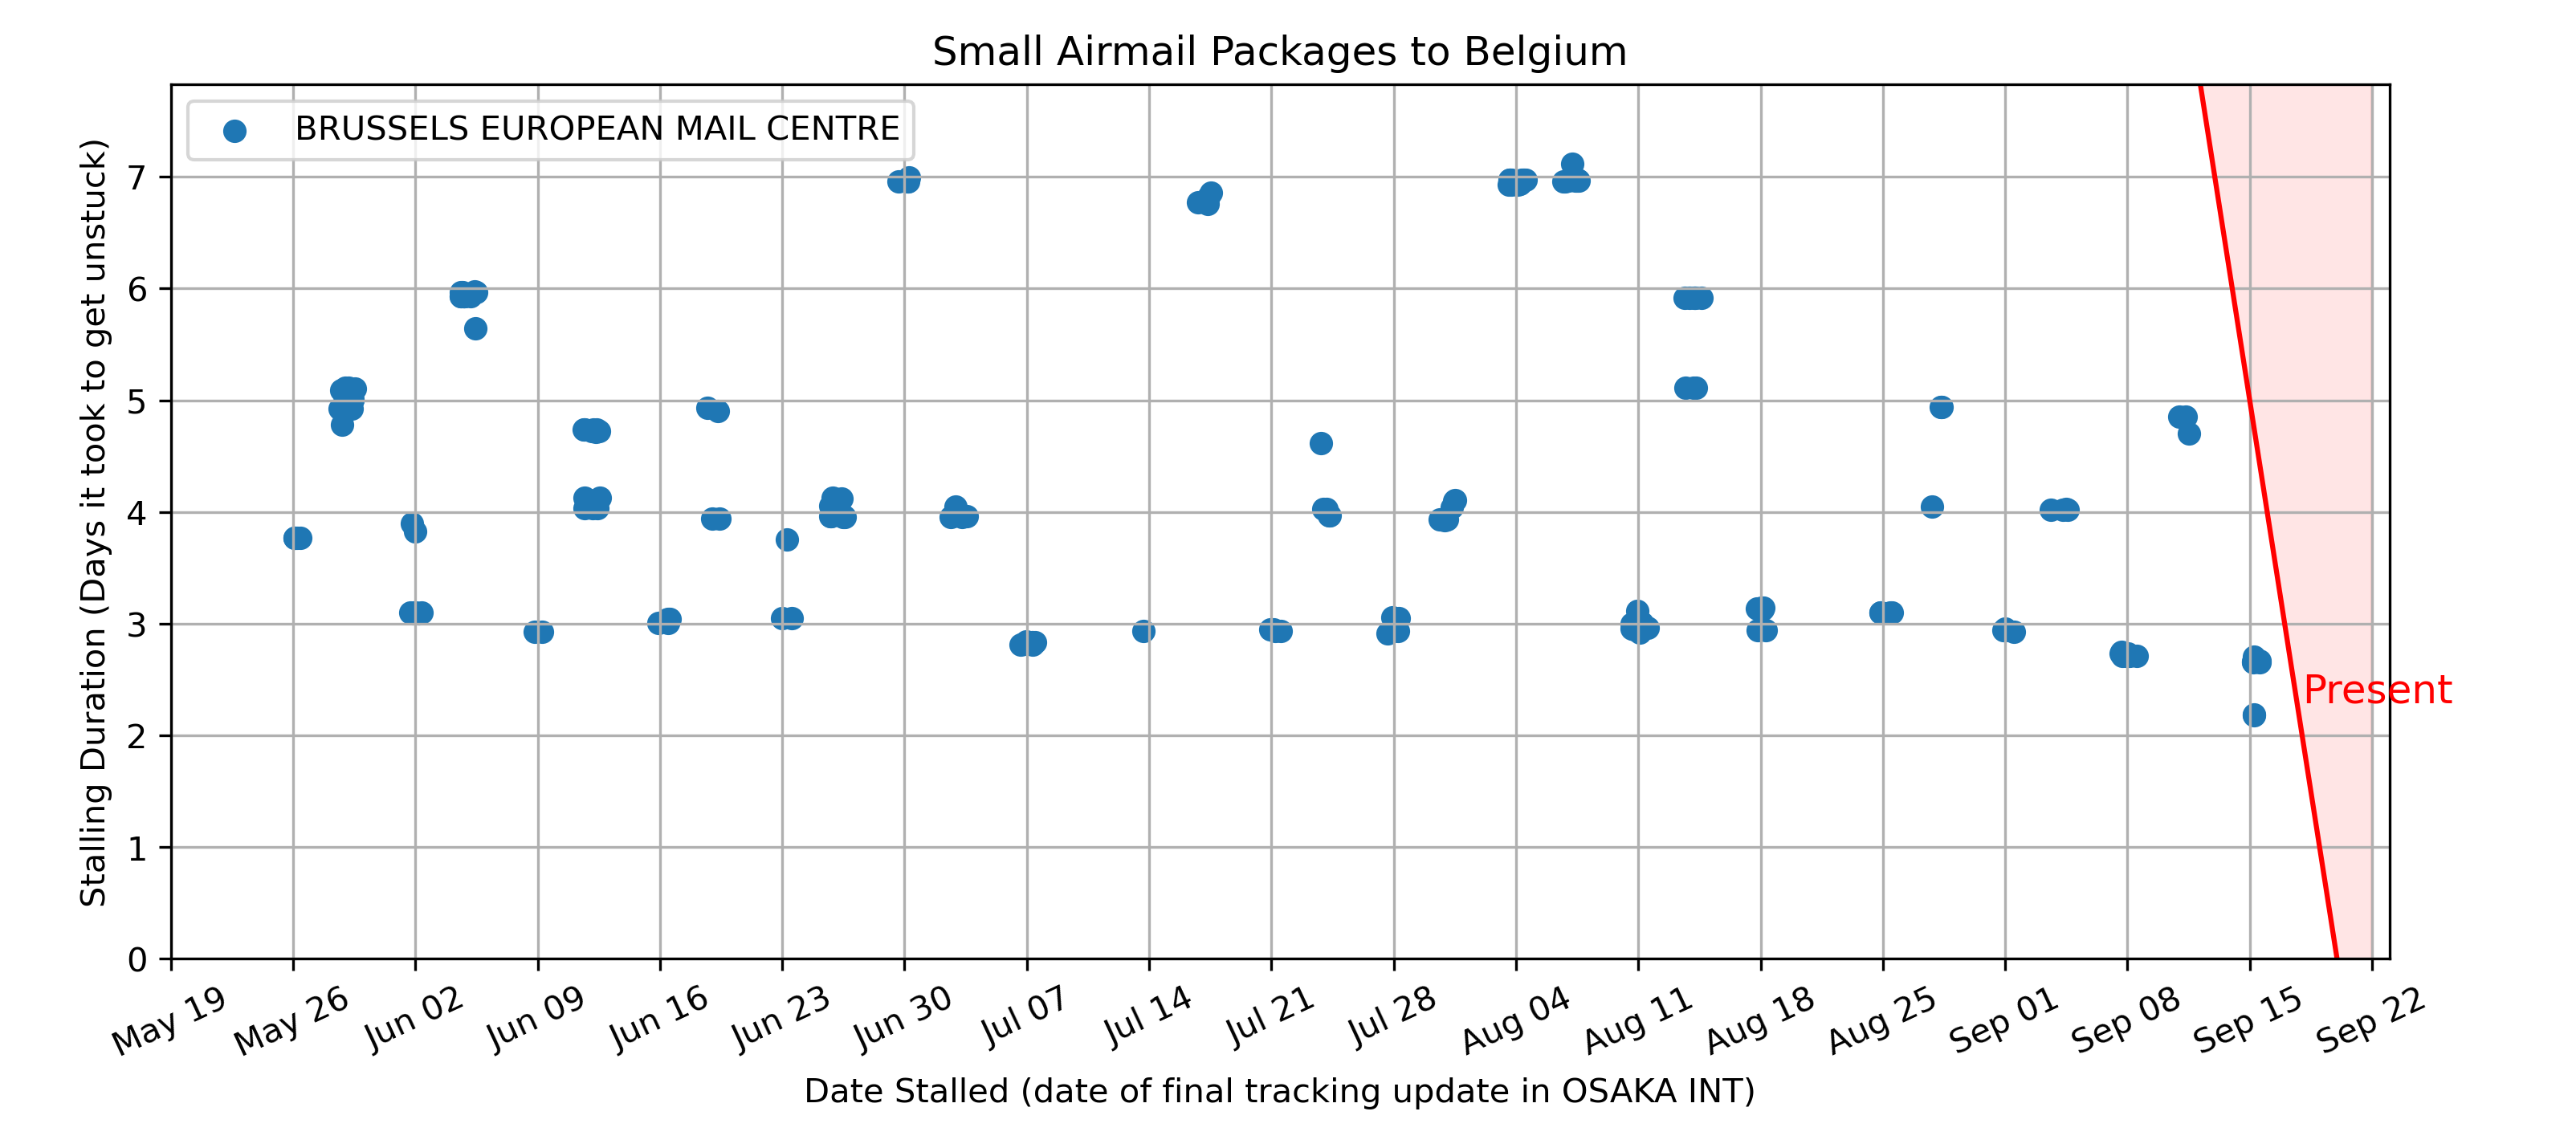 Small Airmail Packages to Belgium
BRUSSELS EUROPEAN MAIL CENTRE
Stalling Duration (Days it took to get unstuck)
7
6
5
4
3
2
1
0
Present
May 19
May 26
Jun 02
Jun 09
Jun 16
Jun 23
Jun 30
Jul 07
Jul 14
Jul 21
Jul 28
Aug 04
Aug 11
Aug 18
Aug 25
Sep 01
Sep 08
Sep 15
Sep 22
Date Stalled (date of final tracking update in OSAKA INT)